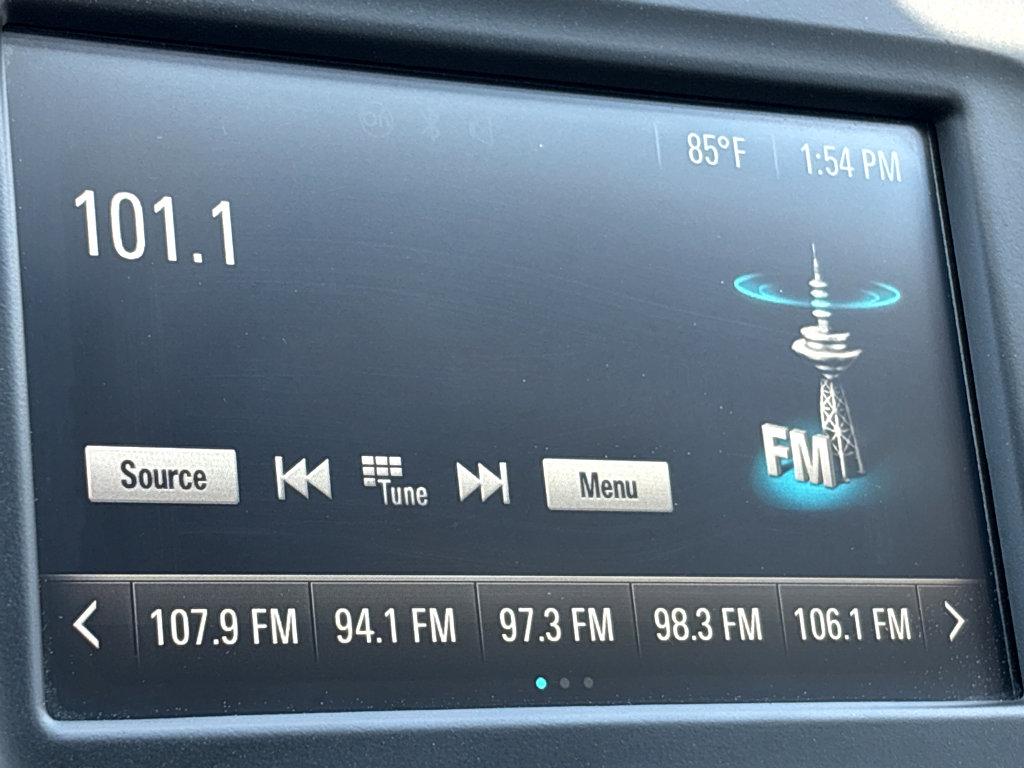 85°F 1:54 PM
101.1
FM
Source Tune Menu
107.9 FM 94.1 FM 97.3 FM 98.3 FM 106.1 FM